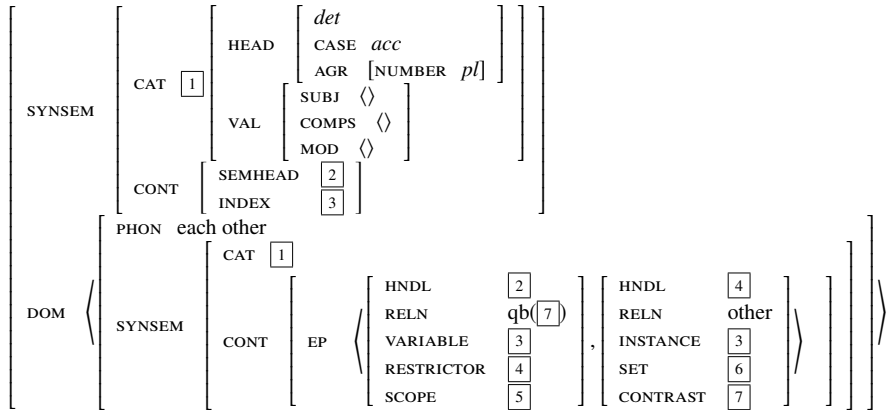 det
HEAD CASE acc
AGR [NUMBER pl]
CAT 1
SUBJ ⟨⟩
SYNSEM
VAL COMPS ⟨⟩
MOD ⟨⟩
SEMHEAD 2
CONT
INDEX 3
PHON each other
CAT 1
HNDL 2 HNDL 4
RELN qb(7) RELN other
DOM ⟨ SYNSEM CONT EP ⟨ VARIABLE 3 , INSTANCE 3 ⟩ ⟩
RESTRICTOR 4 SET 6
SCOPE 5 CONTRAST 7